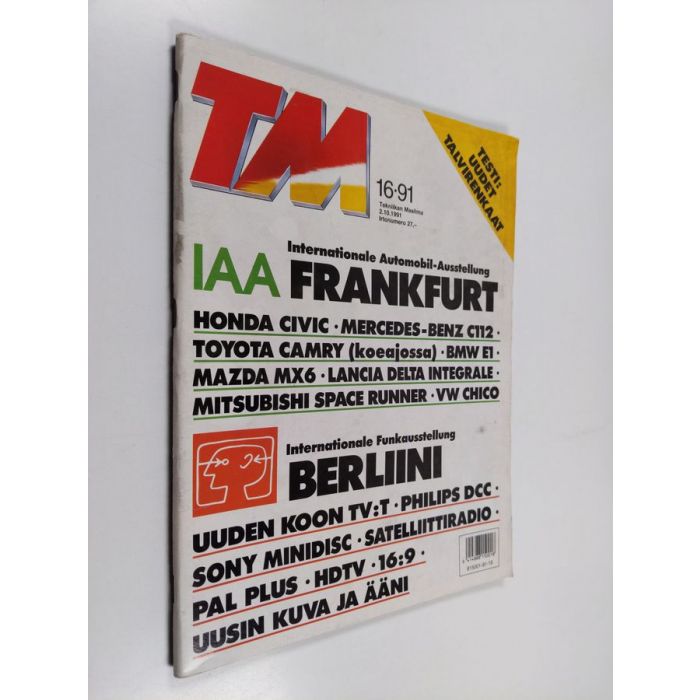 TM
TESTI:
UUDET
TALVIRENKAAT
16·91
Tekniikan Maailma
2.10.1991
Irtonumero 27,-
IAA
Internationale Automobil-Ausstellung
FRANKFURT
HONDA CIVIC · MERCEDES-BENZ C112 ·
TOYOTA CAMRY (koeajossa) · BMW E1 ·
MAZDA MX6 · LANCIA DELTA INTEGRALE ·
MITSUBISHI SPACE RUNNER · VW CHICO
Internationale Funkausstellung
BERLIINI
UUDEN KOON TV:T · PHILIPS DCC ·
SONY MINIDISC · SATELLIITTIRADIO ·
PAL PLUS · HDTV · 16:9 ·
UUSIN KUVA JA ÄÄNI